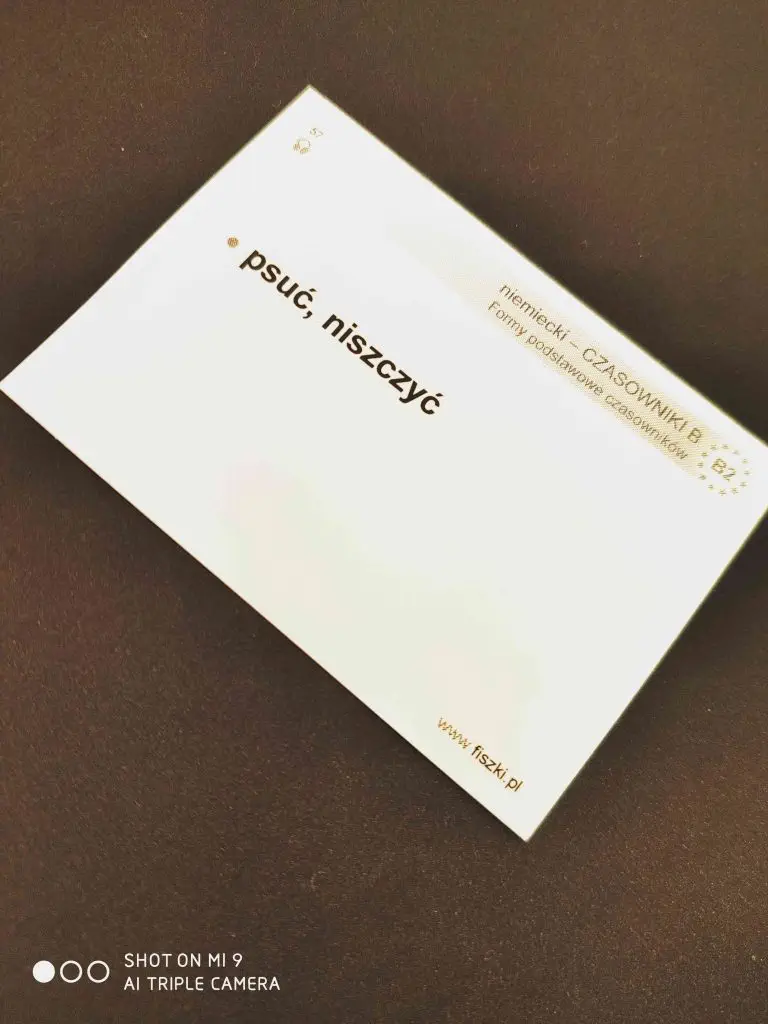 57
niemiecki – CZASOWNIKI B
Formy podstawowe czasowników
B2
psuć, niszczyć
www.fiszki.pl
SHOT ON MI 9
AI TRIPLE CAMERA